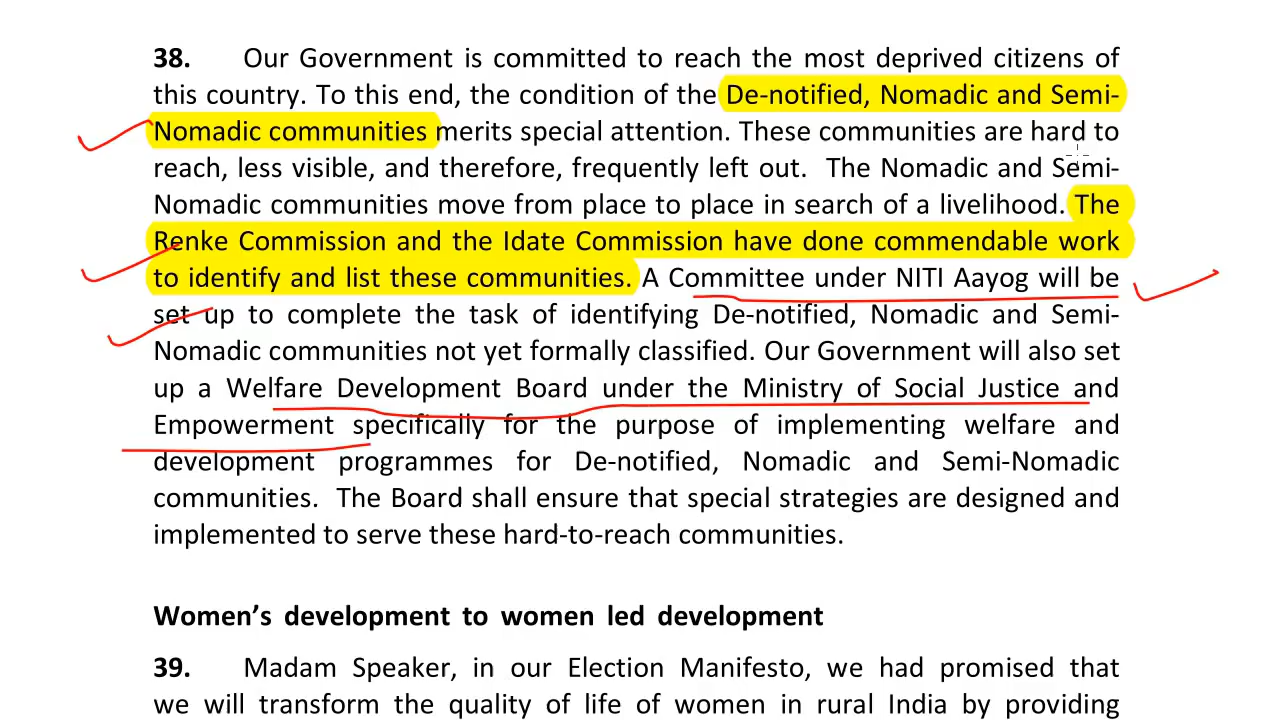 38. Our Government is committed to reach the most deprived citizens of
this country. To this end, the condition of the De-notified, Nomadic and Semi-
Nomadic communities merits special attention. These communities are hard to
reach, less visible, and therefore, frequently left out. The Nomadic and Semi-
Nomadic communities move from place to place in search of a livelihood. The
Renke Commission and the Idate Commission have done commendable work
to identify and list these communities. A Committee under NITI Aayog will be
set up to complete the task of identifying De-notified, Nomadic and Semi-
Nomadic communities not yet formally classified. Our Government will also set
up a Welfare Development Board under the Ministry of Social Justice and
Empowerment specifically for the purpose of implementing welfare and
development programmes for De-notified, Nomadic and Semi-Nomadic
communities. The Board shall ensure that special strategies are designed and
implemented to serve these hard-to-reach communities.
Women’s development to women led development
39. Madam Speaker, in our Election Manifesto, we had promised that
we will transform the quality of life of women in rural India by providing